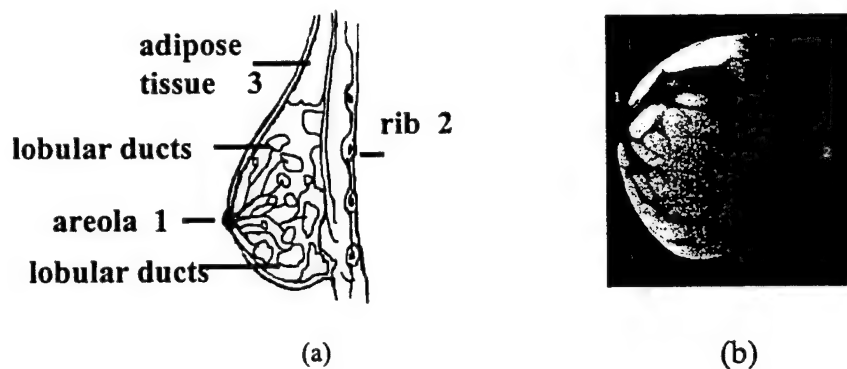 adipose
tissue 3
rib 2
lobular ducts
areola 1
lobular ducts
1
2
(a)
(b)